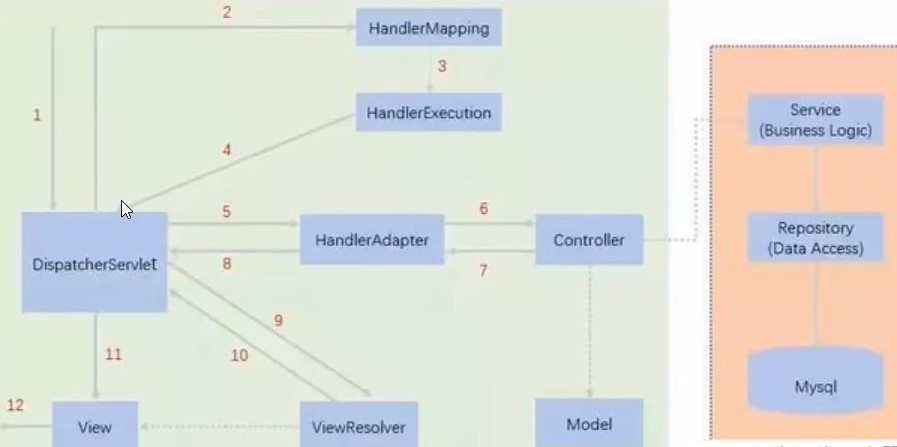 2
HandlerMapping
3
1
HandlerExecution
Service
(Business Logic)
4
5
6
HandlerAdapter
Controller
Repository
(Data Access)
DispatcherServlet
8
7
9
10
11
Mysql
12
View
ViewResolver
Model